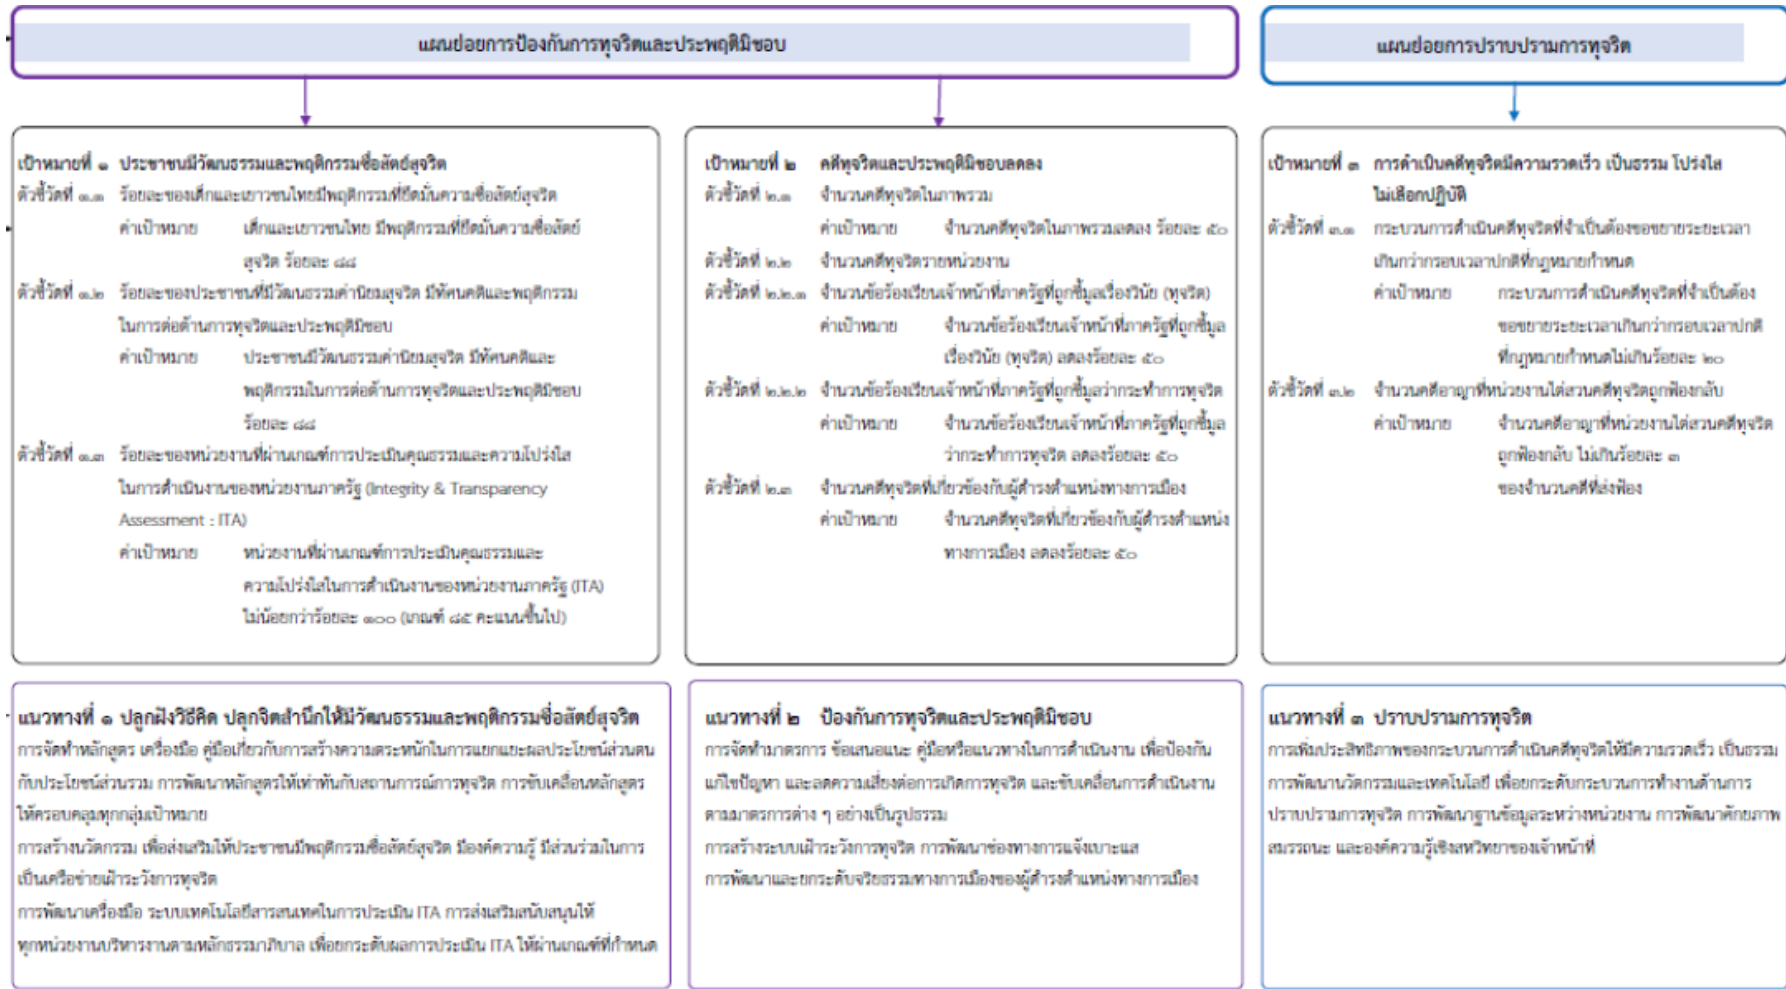 แผนย่อยการป้องกันการทุจริตและประพฤติมิชอบ
เป้าหมายที่ ๑ ประชาชนมีวัฒนธรรมและพฤติกรรมซื่อสัตย์สุจริต
ตัวชี้วัดที่ ๑.๑ ร้อยละของเด็กและเยาวชนไทยมีพฤติกรรมที่ยึดมั่นความซื่อสัตย์สุจริต
ค่าเป้าหมาย เด็กและเยาวชนไทย มีพฤติกรรมที่ยึดมั่นความซื่อสัตย์
สุจริต ร้อยละ ๘๘
ตัวชี้วัดที่ ๑.๒ ร้อยละของประชาชนที่มีวัฒนธรรมค่านิยมสุจริต มีทัศนคติและพฤติกรรม
ในการต่อต้านการทุจริตและประพฤติมิชอบ
ค่าเป้าหมาย ประชาชนมีวัฒนธรรมค่านิยมสุจริต มีทัศนคติและ
พฤติกรรมในการต่อต้านการทุจริตและประพฤติมิชอบ
ร้อยละ ๘๘
ตัวชี้วัดที่ ๑.๓ ร้อยละของหน่วยงานที่ผ่านเกณฑ์การประเมินคุณธรรมและความโปร่งใส
ในการดำเนินงานของหน่วยงานภาครัฐ (Integrity & Transparency
Assessment : ITA)
ค่าเป้าหมาย หน่วยงานที่ผ่านเกณฑ์การประเมินคุณธรรมและ
ความโปร่งใสในการดำเนินงานของหน่วยงานภาครัฐ (ITA)
ไม่น้อยกว่าร้อยละ ๑๐๐ (เกณฑ์ ๘๕ คะแนนขึ้นไป)
เป้าหมายที่ ๒ คดีทุจริตและประพฤติมิชอบลดลง
ตัวชี้วัดที่ ๒.๑ จำนวนคดีทุจริตในภาพรวม
ค่าเป้าหมาย จำนวนคดีทุจริตในภาพรวมลดลง ร้อยละ ๕๐
ตัวชี้วัดที่ ๒.๒ จำนวนคดีทุจริตรายหน่วยงาน
ตัวชี้วัดที่ ๒.๒.๑ จำนวนข้อร้องเรียนเจ้าหน้าที่ภาครัฐที่ถูกชี้มูลเรื่องวินัย (ทุจริต)
ค่าเป้าหมาย จำนวนข้อร้องเรียนเจ้าหน้าที่ภาครัฐที่ถูกชี้มูล
เรื่องวินัย (ทุจริต) ลดลงร้อยละ ๕๐
ตัวชี้วัดที่ ๒.๒.๒ จำนวนข้อร้องเรียนเจ้าหน้าที่ภาครัฐที่ถูกชี้มูลว่ากระทำการทุจริต
ค่าเป้าหมาย จำนวนข้อร้องเรียนเจ้าหน้าที่ภาครัฐที่ถูกชี้มูล
ว่ากระทำการทุจริต ลดลงร้อยละ ๕๐
ตัวชี้วัดที่ ๒.๓ จำนวนคดีทุจริตที่เกี่ยวข้องกับผู้ดำรงตำแหน่งทางการเมือง
ค่าเป้าหมาย จำนวนคดีทุจริตที่เกี่ยวข้องกับผู้ดำรงตำแหน่ง
ทางการเมือง ลดลงร้อยละ ๕๐
แผนย่อยการปราบปรามการทุจริต
เป้าหมายที่ ๓ การดำเนินคดีทุจริตมีความรวดเร็ว เป็นธรรม โปร่งใส
ไม่เลือกปฏิบัติ
ตัวชี้วัดที่ ๓.๑ กระบวนการดำเนินคดีทุจริตที่จำเป็นต้องขอขยายระยะเวลา
เกินกว่ากรอบเวลาปกติที่กฎหมายกำหนด
ค่าเป้าหมาย กระบวนการดำเนินคดีทุจริตที่จำเป็นต้อง
ขอขยายระยะเวลาเกินกว่ากรอบเวลาปกติ
ที่กฎหมายกำหนดไม่เกินร้อยละ ๒๐
ตัวชี้วัดที่ ๓.๒ จำนวนคดีอาญาที่หน่วยงานไต่สวนคดีทุจริตถูกฟ้องกลับ
ค่าเป้าหมาย จำนวนคดีอาญาที่หน่วยงานไต่สวนคดีทุจริต
ถูกฟ้องกลับ ไม่เกินร้อยละ ๓
ของจำนวนคดีที่ส่งฟ้อง
แนวทางที่ ๑ ปลูกฝังวิธีคิด ปลูกจิตสำนึกให้มีวัฒนธรรมและพฤติกรรมซื่อสัตย์สุจริต
การจัดทำหลักสูตร เครื่องมือ คู่มือเกี่ยวกับการสร้างความตระหนักในการแยกแยะผลประโยชน์ส่วนตน
กับประโยชน์ส่วนรวม การพัฒนาหลักสูตรให้เท่าทันกับสถานการณ์การทุจริต การขับเคลื่อนหลักสูตร
ให้ครอบคลุมทุกกลุ่มเป้าหมาย
การสร้างนวัตกรรม เพื่อส่งเสริมให้ประชาชนมีพฤติกรรมซื่อสัตย์สุจริต มีองค์ความรู้ มีส่วนร่วมในการ
เป็นเครือข่ายเฝ้าระวังการทุจริต
การพัฒนาเครื่องมือ ระบบเทคโนโลยีสารสนเทศในการประเมิน ITA การส่งเสริมสนับสนุนให้
ทุกหน่วยงานบริหารงานตามหลักธรรมาภิบาล เพื่อยกระดับผลการประเมิน ITA ให้ผ่านเกณฑ์ที่กำหนด
แนวทางที่ ๒ ป้องกันการทุจริตและประพฤติมิชอบ
การจัดทำมาตรการ ข้อเสนอแนะ คู่มือหรือแนวทางในการดำเนินงาน เพื่อป้องกัน
แก้ไขปัญหา และลดความเสี่ยงต่อการเกิดการทุจริต และขับเคลื่อนการดำเนินงาน
ตามมาตรการต่าง ๆ อย่างเป็นรูปธรรม
การสร้างระบบเฝ้าระวังการทุจริต การพัฒนาช่องทางการแจ้งเบาะแส
การพัฒนาและยกระดับจริยธรรมทางการเมืองของผู้ดำรงตำแหน่งทางการเมือง
แนวทางที่ ๓ ปราบปรามการทุจริต
การเพิ่มประสิทธิภาพของกระบวนการดำเนินคดีทุจริตให้มีความรวดเร็ว เป็นธรรม
การพัฒนานวัตกรรมและเทคโนโลยี เพื่อยกระดับกระบวนการทำงานด้านการ
ปราบปรามการทุจริต การพัฒนาฐานข้อมูลระหว่างหน่วยงาน การพัฒนาศักยภาพ
สมรรถนะ และองค์ความรู้เชิงสหวิทยาของเจ้าหน้าที่